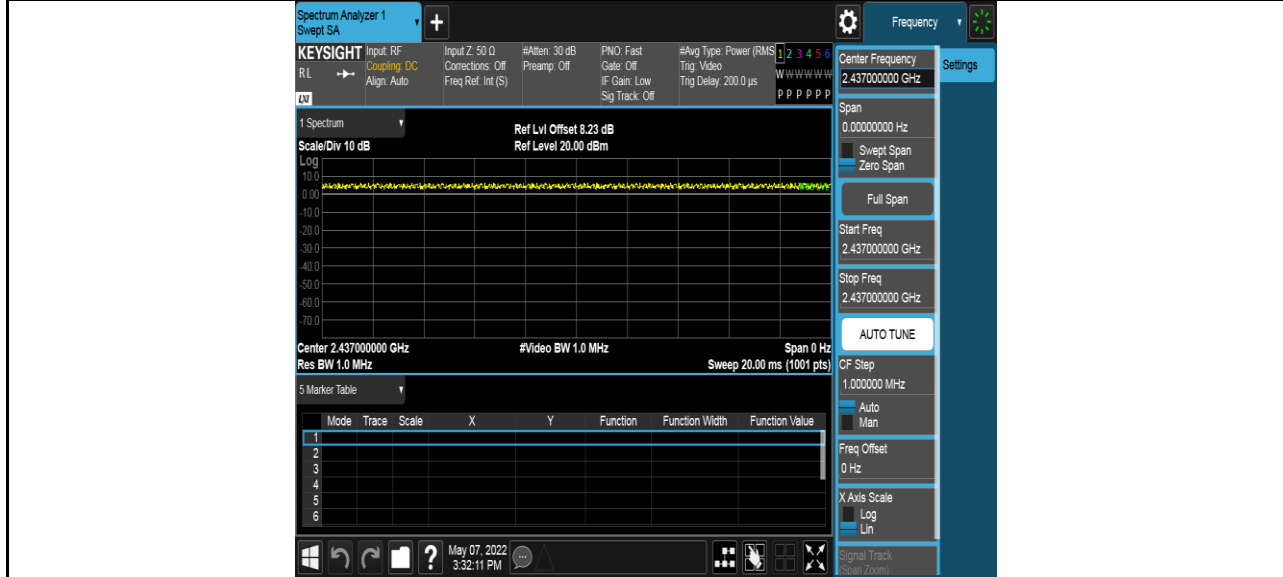 Spectrum Analyzer 1
Swept SA
Frequency
KEYSIGHT
RL
LXI
Input: RF
Coupling: DC
Align: Auto
Input Z: 50 Ω
Corrections: Off
Freq Ref: Int (S)
#Atten: 30 dB
Preamp: Off
PNO: Fast
Gate: Off
IF Gain: Low
Sig Track: Off
#Avg Type: Power (RMS
Trig: Video
Trig Delay: 200.0 µs
1 2 3 4 5 6
W W W W W W
P P P P P P
1 Spectrum
Scale/Div 10 dB
Ref Lvl Offset 8.23 dB
Ref Level 20.00 dBm
Log
10.0
0.00
-10.0
-20.0
-30.0
-40.0
-50.0
-60.0
-70.0
Center 2.437000000 GHz
#Video BW 1.0 MHz
Span 0 Hz
Res BW 1.0 MHz
Sweep 20.00 ms (1001 pts)
5 Marker Table
Mode Trace Scale X Y Function Function Width Function Value
1
2
3
4
5
6
May 07, 2022
3:32:11 PM
Center Frequency
2.437000000 GHz
Span
0.00000000 Hz
Swept Span
Zero Span
Full Span
Start Freq
2.437000000 GHz
Stop Freq
2.437000000 GHz
AUTO TUNE
CF Step
1.000000 MHz
Auto
Man
Freq Offset
0 Hz
X Axis Scale
Log
Lin
Signal Track
(Span Zoom)
Settings